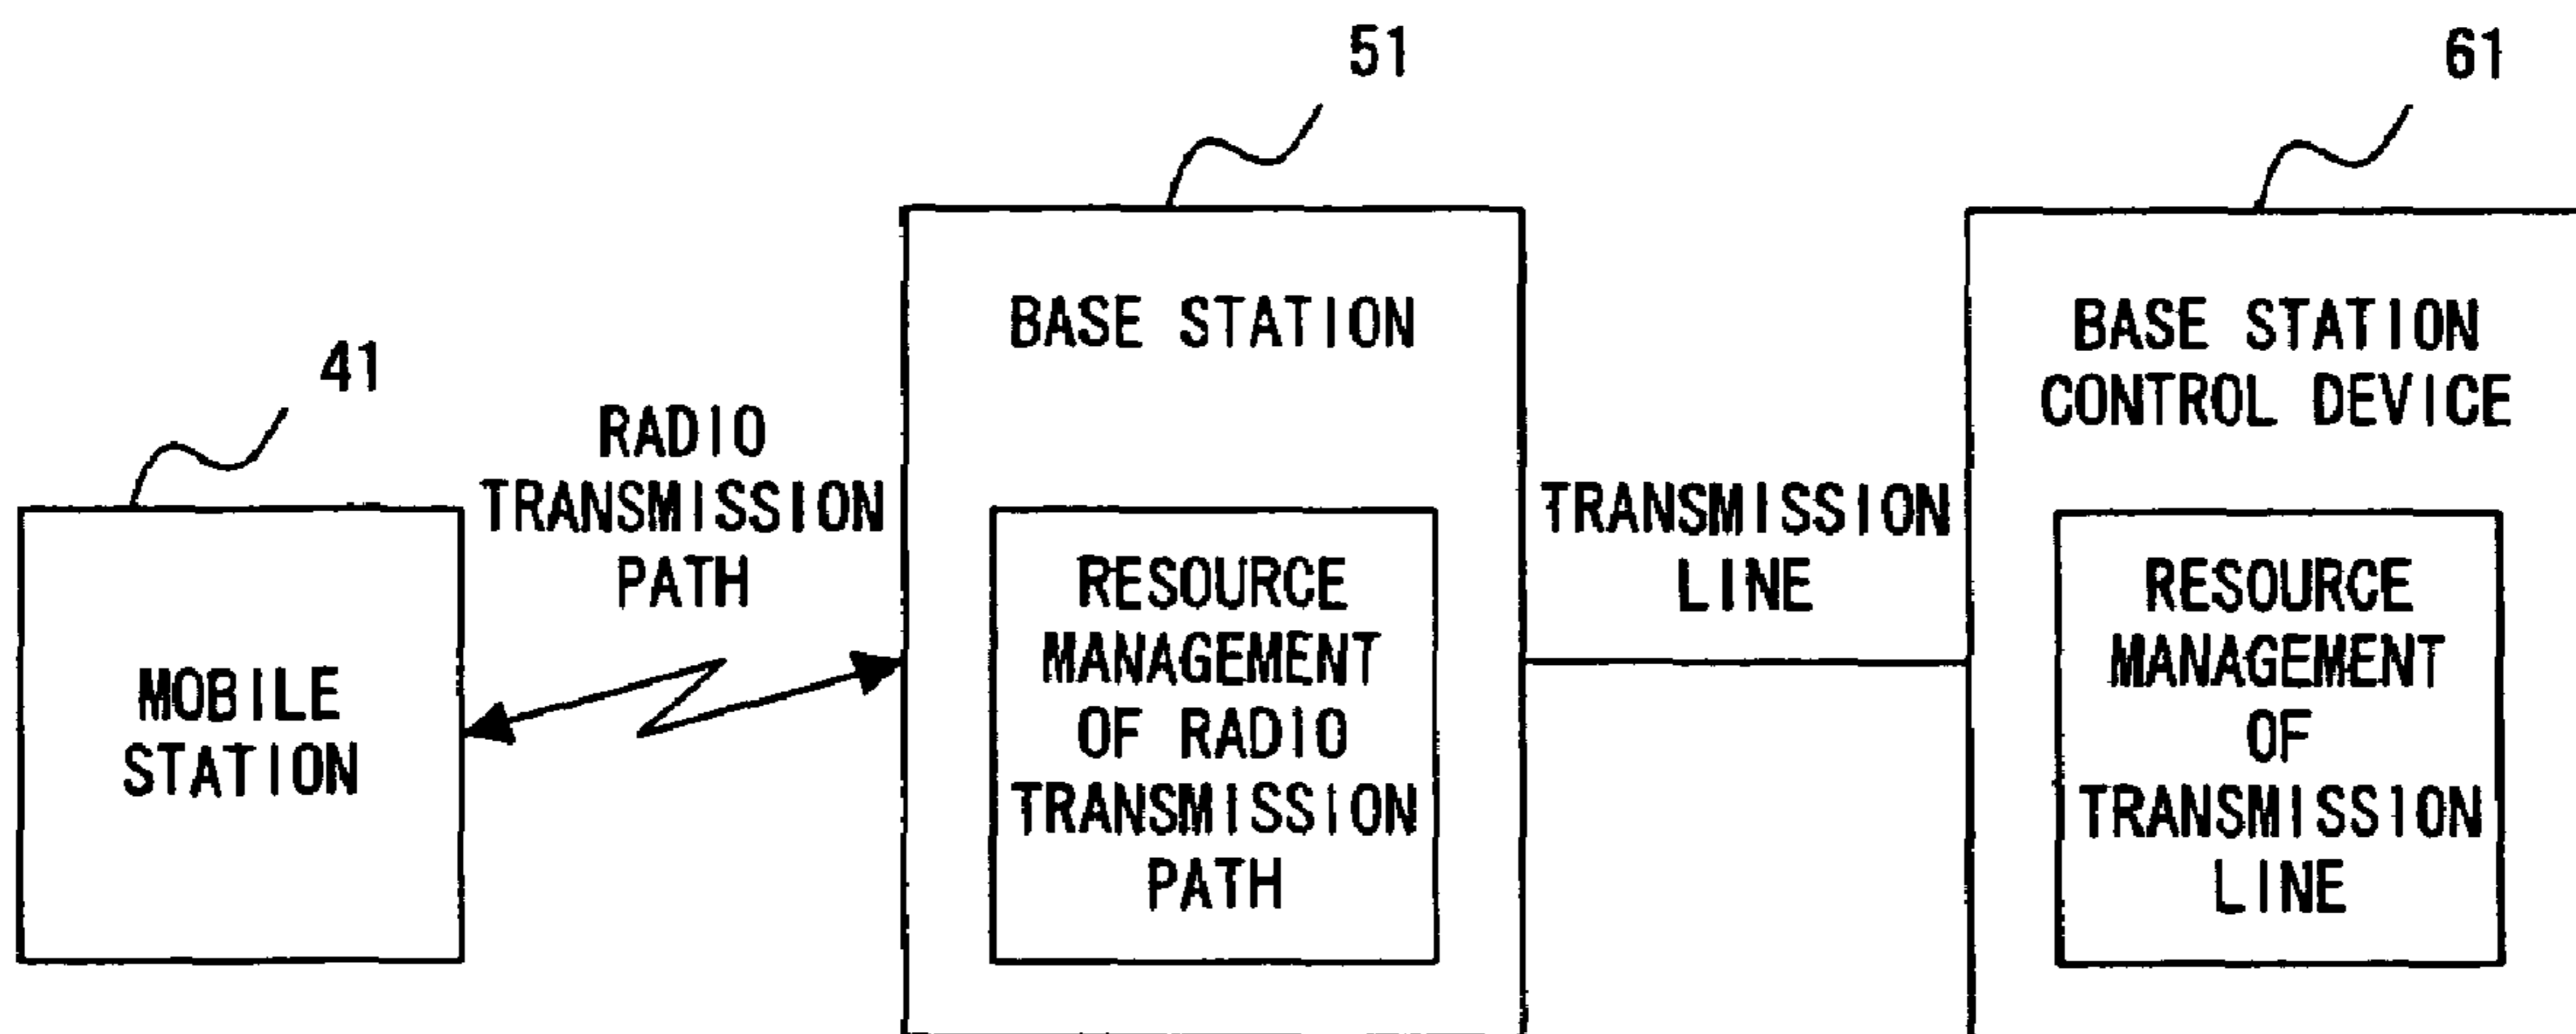 41
MOBILE
STATION
RADIO
TRANSMISSION
PATH
51
BASE STATION
RESOURCE
MANAGEMENT
OF RADIO
TRANSMISSION
PATH
TRANSMISSION
LINE
61
BASE STATION
CONTROL DEVICE
RESOURCE
MANAGEMENT
OF
TRANSMISSION
LINE